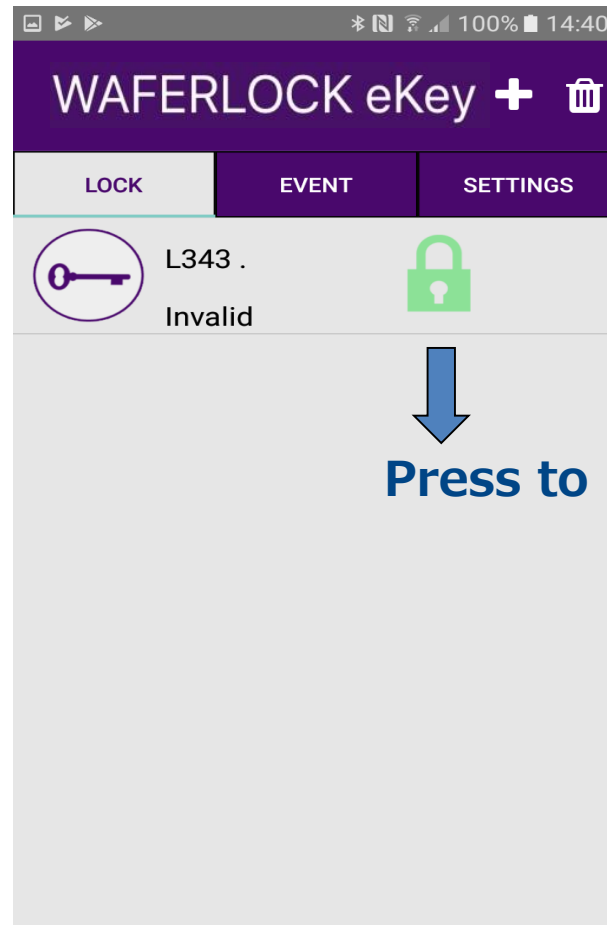 100% 14:40
WAFERLOCK eKey
LOCK EVENT SETTINGS
L343 .
Invalid
Press to